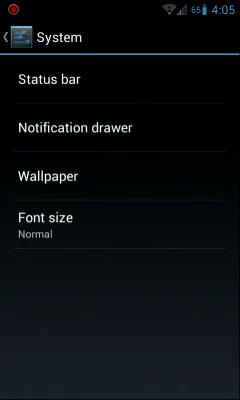 65 4:05
System
Status bar
Notification drawer
Wallpaper
Font size
Normal